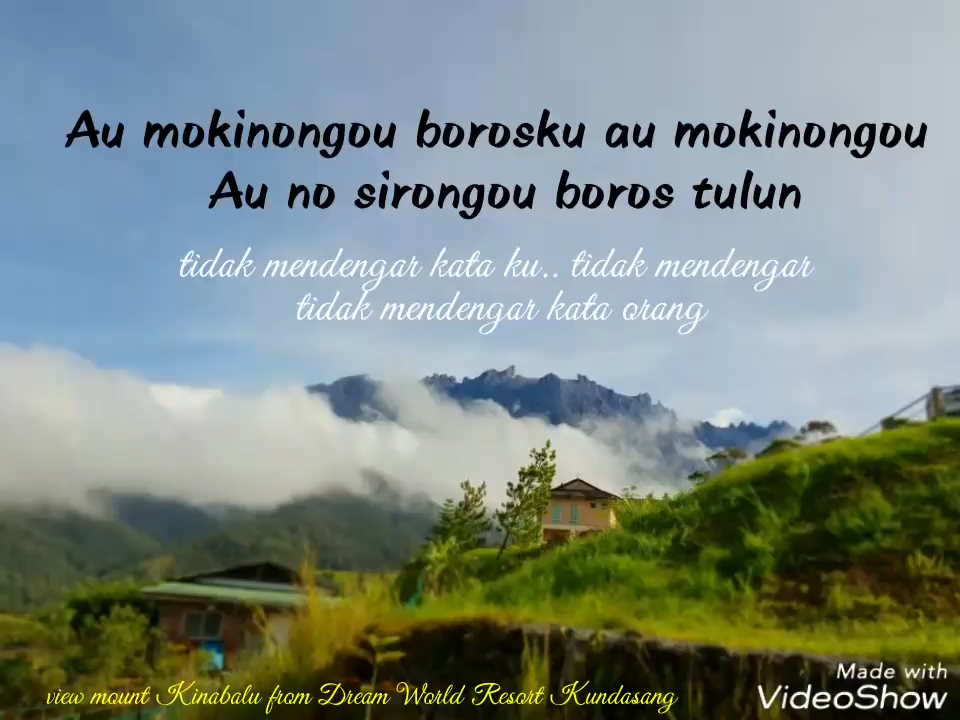 Au mokinongou borosku au mokinongou
Au no sirongou boros tulun
tidak mendengar kata ku.. tidak mendengar
tidak mendengar kata orang
view mount Kinabalu from Dream World Resort Kundasang
Made with
VideoShow